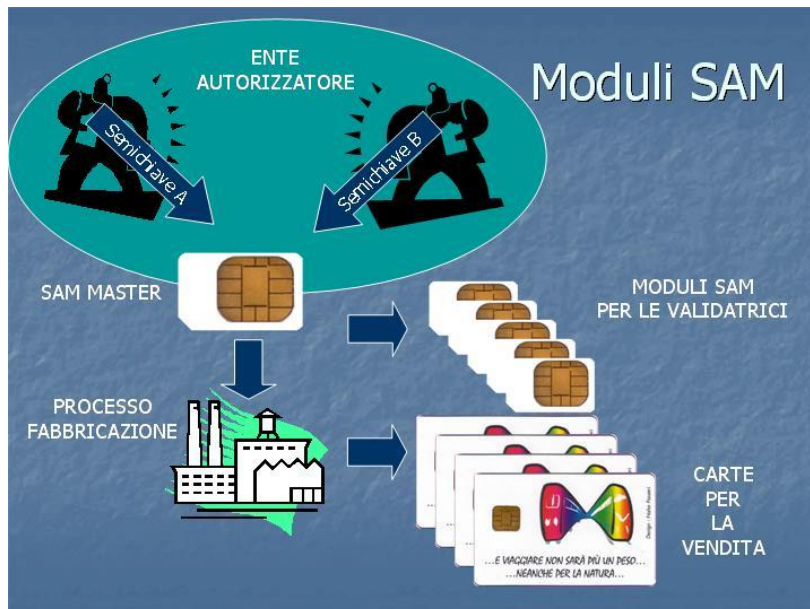 ENTE
AUTORIZZATORE
Moduli SAM
Semichiave A
Semichiave B
SAM MASTER
MODULI SAM
PER LE VALIDATRICI
PROCESSO
FABBRICAZIONE
CARTE
PER
LA
VENDITA
...E VIAGGIARE NON SARÀ PIÙ UN PESO...
...NEANCHE PER LA NATURA...